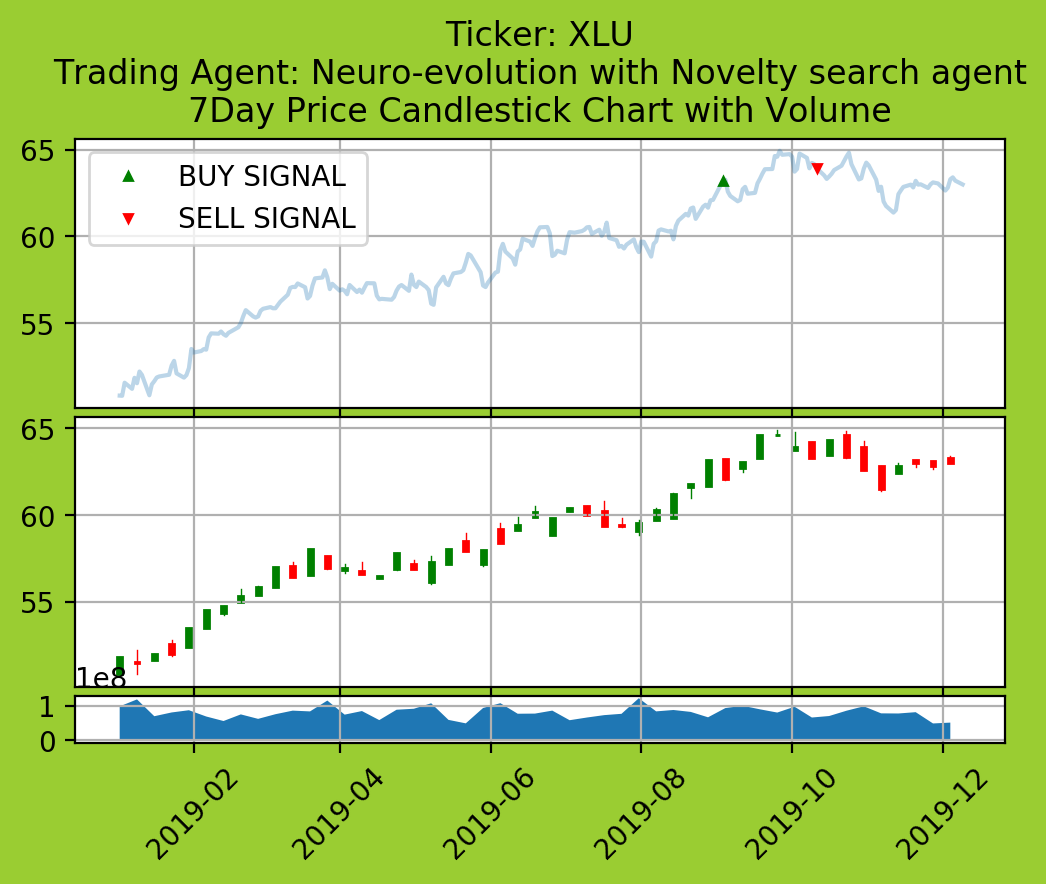 Ticker: XLU
Trading Agent: Neuro-evolution with Novelty search agent
7Day Price Candlestick Chart with Volume
65
60
55
BUY SIGNAL
SELL SIGNAL
65
60
55
1e8
1
0
2019-02
2019-04
2019-06
2019-08
2019-10
2019-12